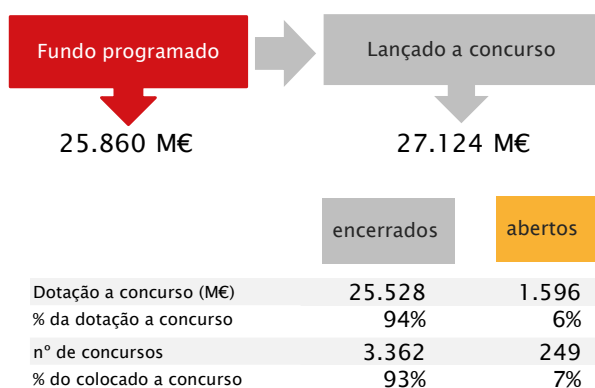 Fundo programado
Lançado a concurso
25.860 M€
27.124 M€
encerrados
abertos
Dotação a concurso (M€) 25.528 1.596
% da dotação a concurso 94% 6%
nº de concursos 3.362 249
% do colocado a concurso 93% 7%